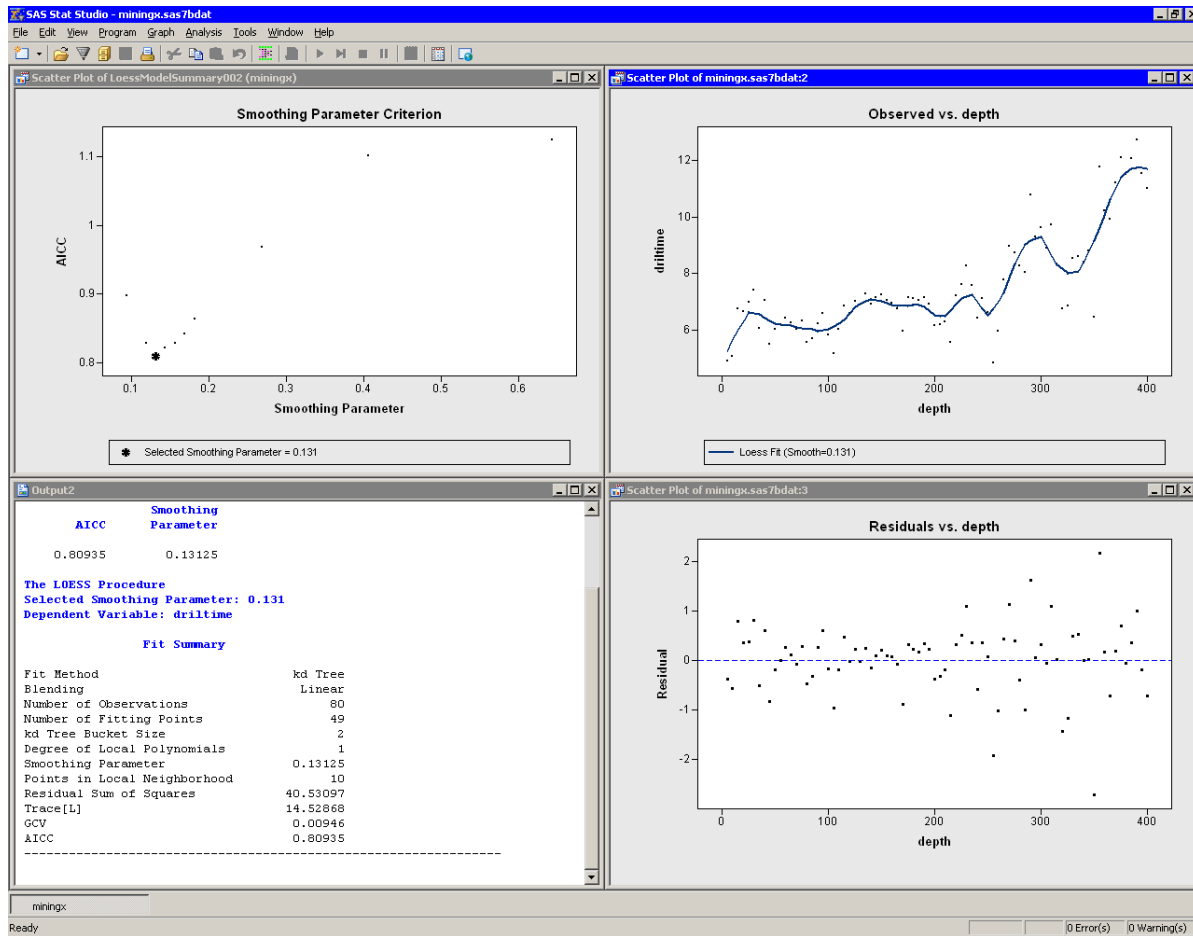 SAS Stat Studio - miningx.sas7bdat
File Edit View Program Graph Analysis Tools Window Help
Scatter Plot of LoessModelSummary002 (miningx)
Smoothing Parameter Criterion
AICC
1.1
1
0.9
0.8
0.1 0.2 0.3 0.4 0.5 0.6
Smoothing Parameter
Selected Smoothing Parameter = 0.131
Scatter Plot of miningx.sas7bdat:2
Observed vs. depth
driltime
12
10
8
6
0 100 200 300 400
depth
Loess Fit (Smooth=0.131)
Output2
Smoothing
AICC Parameter
0.80935 0.13125
The LOESS Procedure
Selected Smoothing Parameter: 0.131
Dependent Variable: driltime
Fit Summary
Fit Method kd Tree
Blending Linear
Number of Observations 80
Number of Fitting Points 49
kd Tree Bucket Size 2
Degree of Local Polynomials 1
Smoothing Parameter 0.13125
Points in Local Neighborhood 10
Residual Sum of Squares 40.53097
Trace[L] 14.52868
GCV 0.00946
AICC 0.80935
Scatter Plot of miningx.sas7bdat:3
Residuals vs. depth
Residual
2
1
0
-1
-2
0 100 200 300 400
depth
miningx
Ready 0 Error(s) 0 Warning(s)